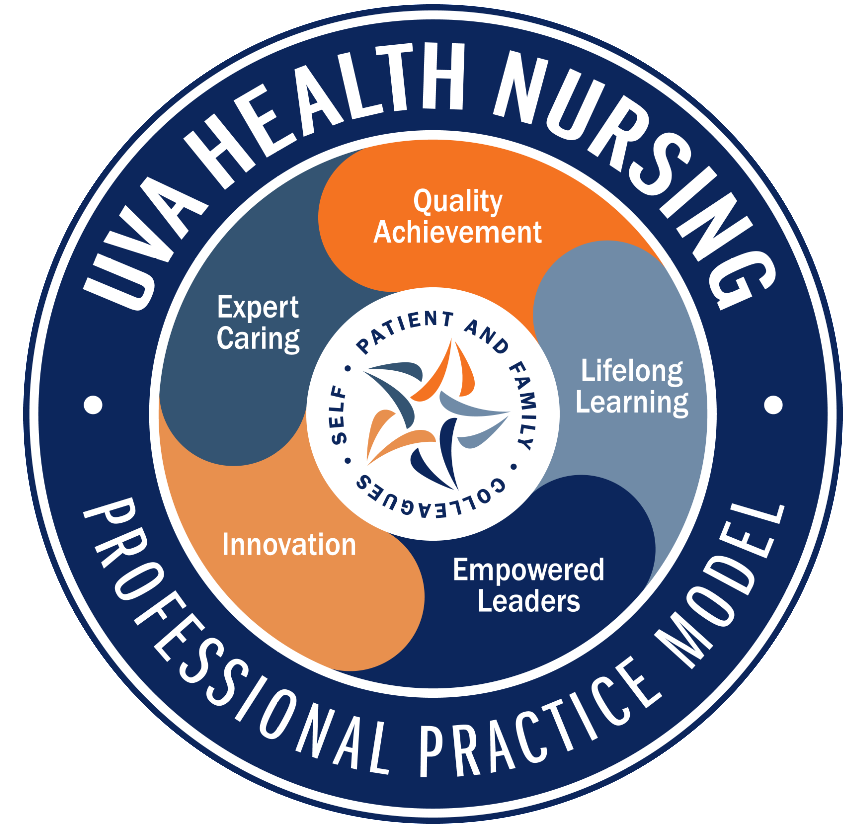 UVA HEALTH NURSING
Quality
Achievement
Expert
Caring
Lifelong
Learning
SELF • PATIENT AND FAMILY • COLLEAGUES •
Innovation
Empowered
Leaders
• PROFESSIONAL PRACTICE MODEL •